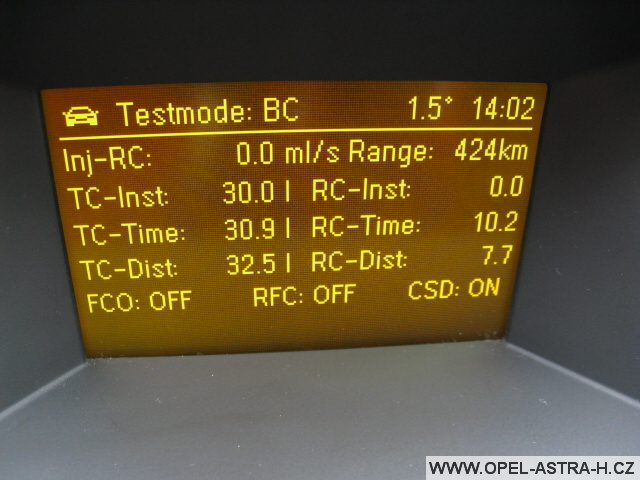 Testmode: BC 1.5° 14:02
Inj-RC: 0.0 ml/s Range: 424km
TC-Inst: 30.0 l RC-Inst: 0.0
TC-Time: 30.9 l RC-Time: 10.2
TC-Dist: 32.5 l RC-Dist: 7.7
FCO: OFF RFC: OFF CSD: ON
WWW.OPEL-ASTRA-H.CZ